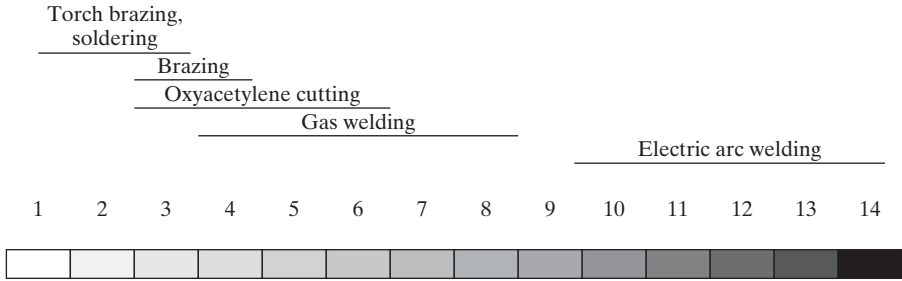 Torch brazing,
soldering
Brazing
Oxyacetylene cutting
Gas welding
Electric arc welding
1 2 3 4 5 6 7 8 9 10 11 12 13 14